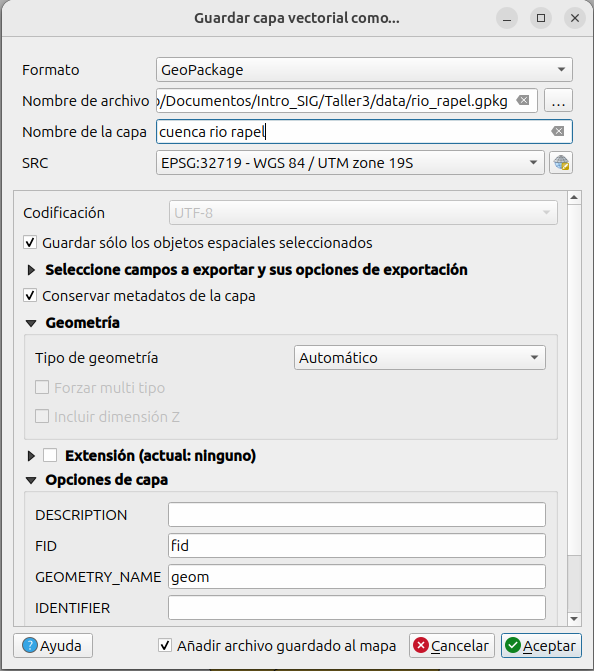 Guardar capa vectorial como...
Formato GeoPackage
Nombre de archivo o/Documentos/Intro_SIG/Taller3/data/rio_rapel.gpkg ...
Nombre de la capa cuenca rio rapel
SRC EPSG:32719 - WGS 84 / UTM zone 19S
Codificación UTF-8
Guardar sólo los objetos espaciales seleccionados
Seleccione campos a exportar y sus opciones de exportación
Conservar metadatos de la capa
Geometría
Tipo de geometría Automático
Forzar multi tipo
Incluir dimensión Z
Extensión (actual: ninguno)
Opciones de capa
DESCRIPTION
FID fid
GEOMETRY_NAME geom
IDENTIFIER
Ayuda Añadir archivo guardado al mapa Cancelar Aceptar